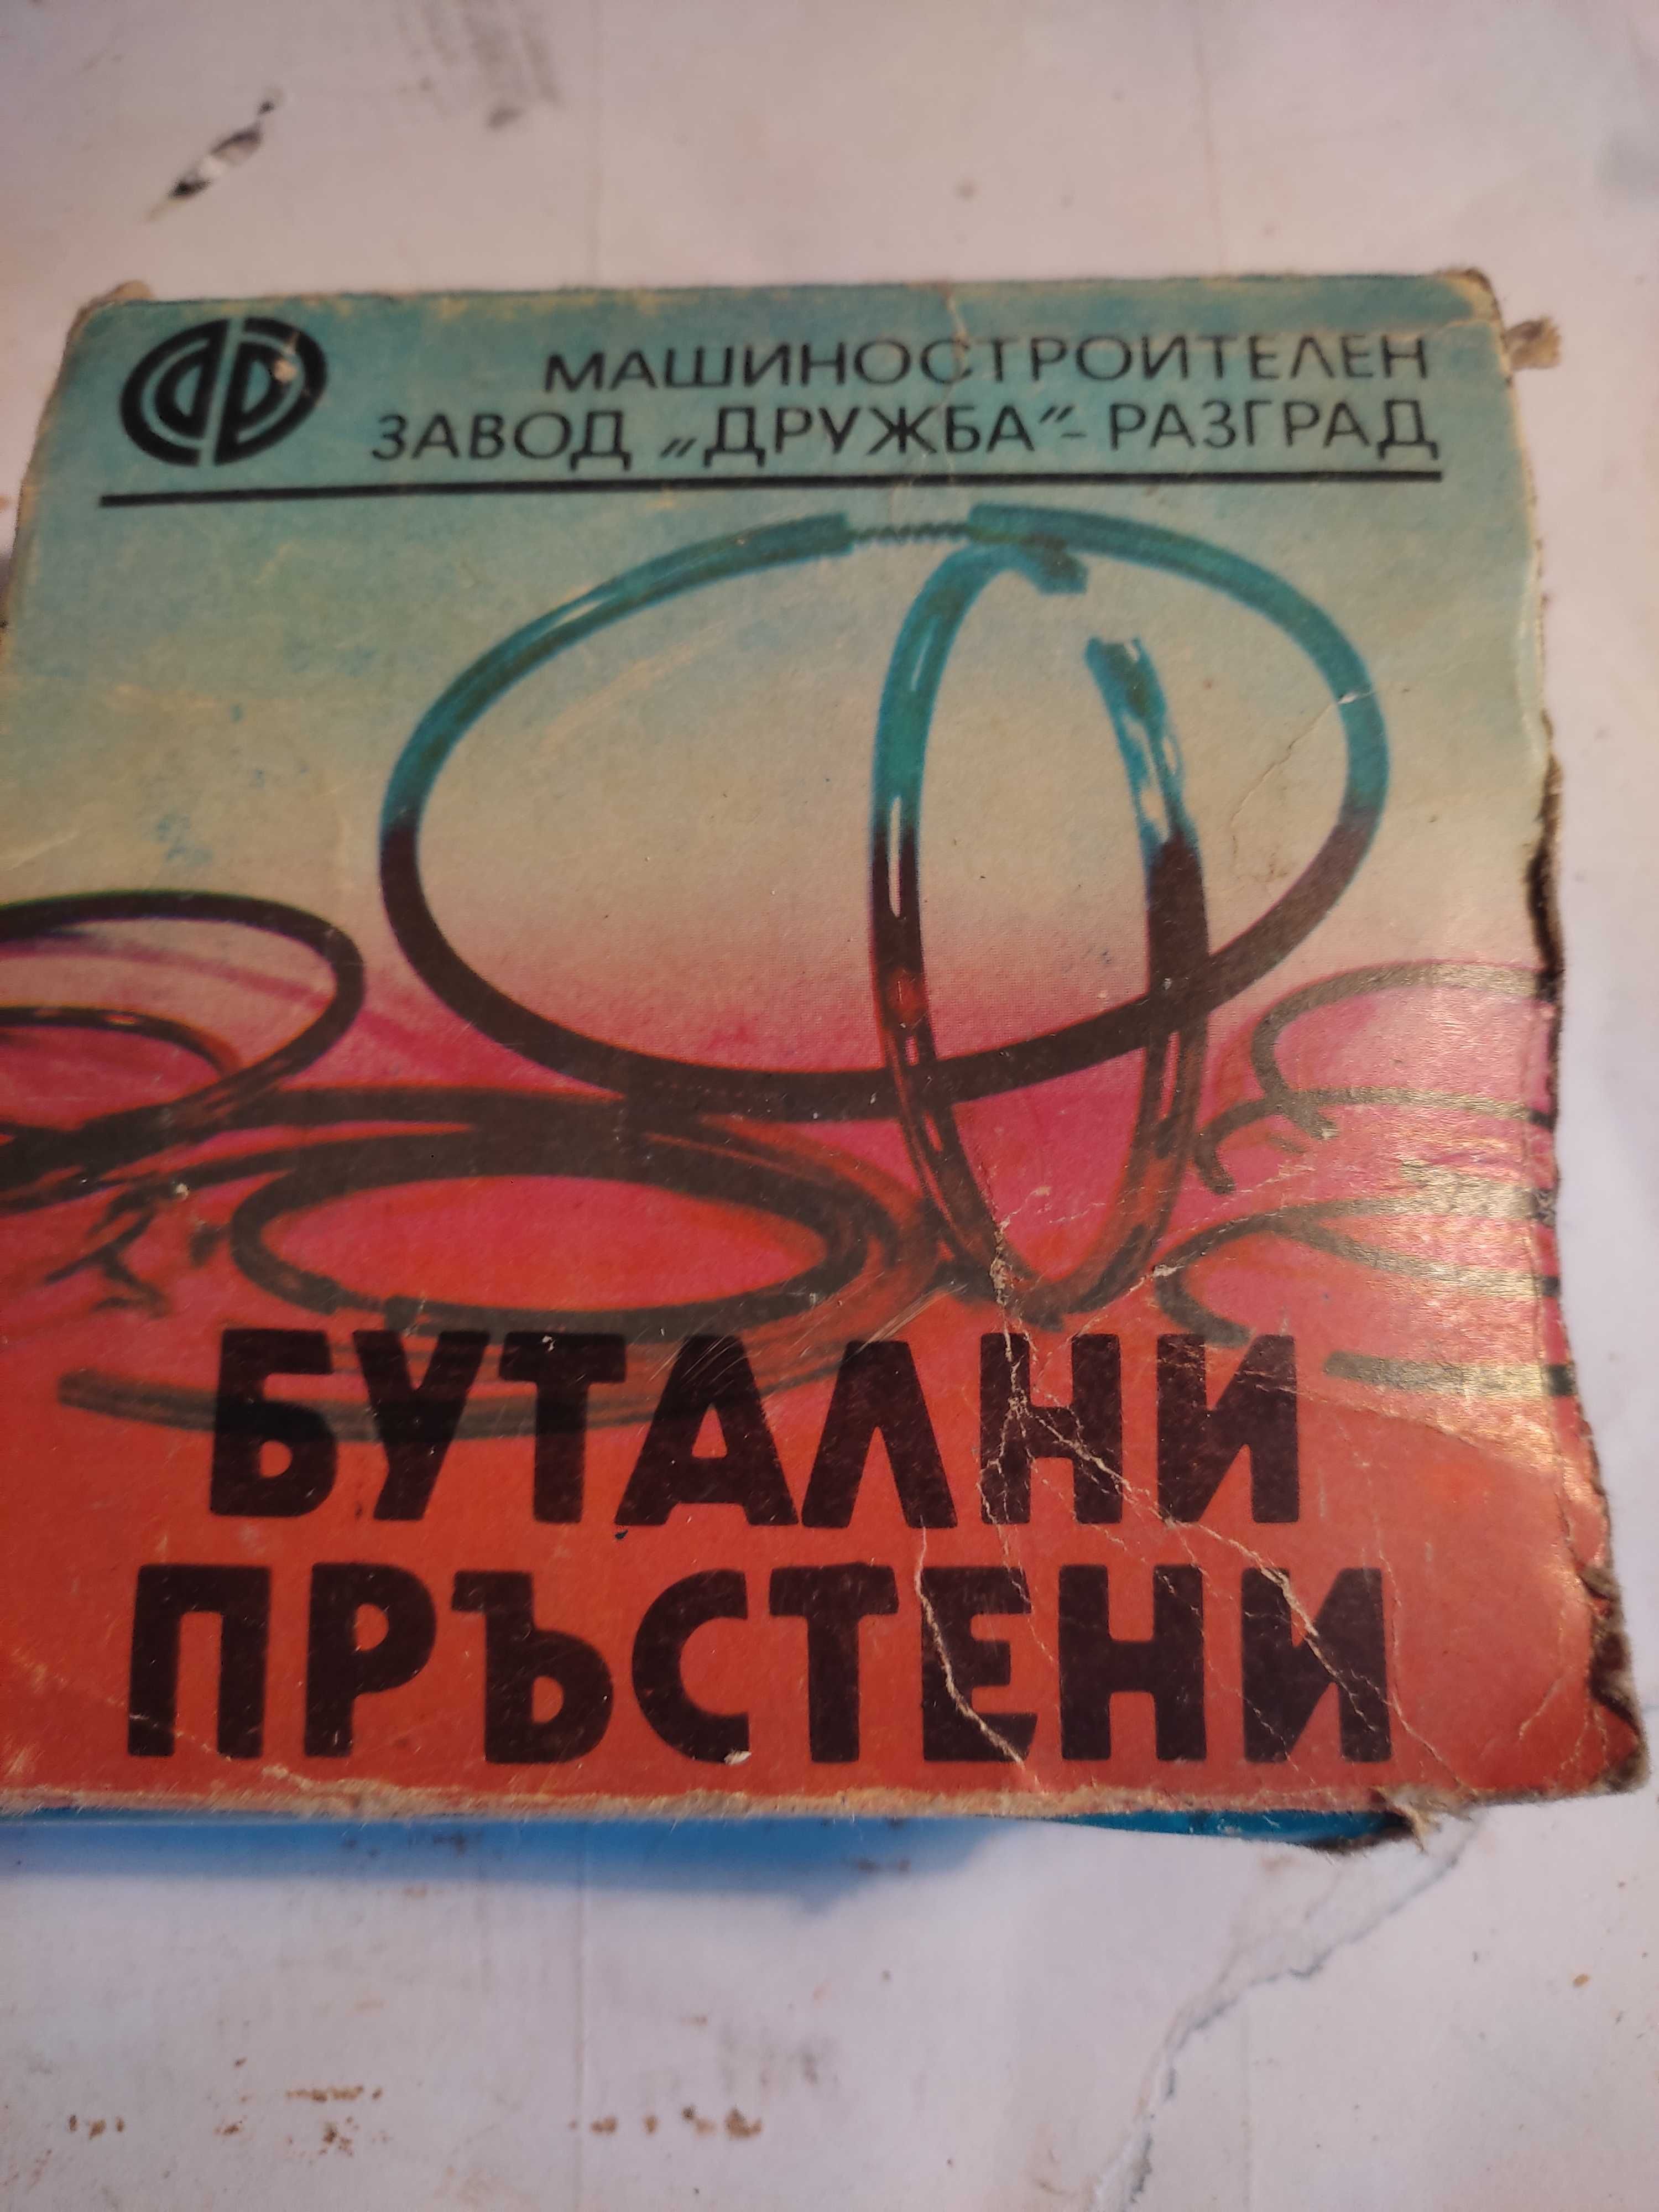 МАШИНОСТРОИТЕЛЕН
ЗАВОД „ДРУЖБА“-РАЗГРАД
БУТАЛНИ
ПРЪСТЕНИ